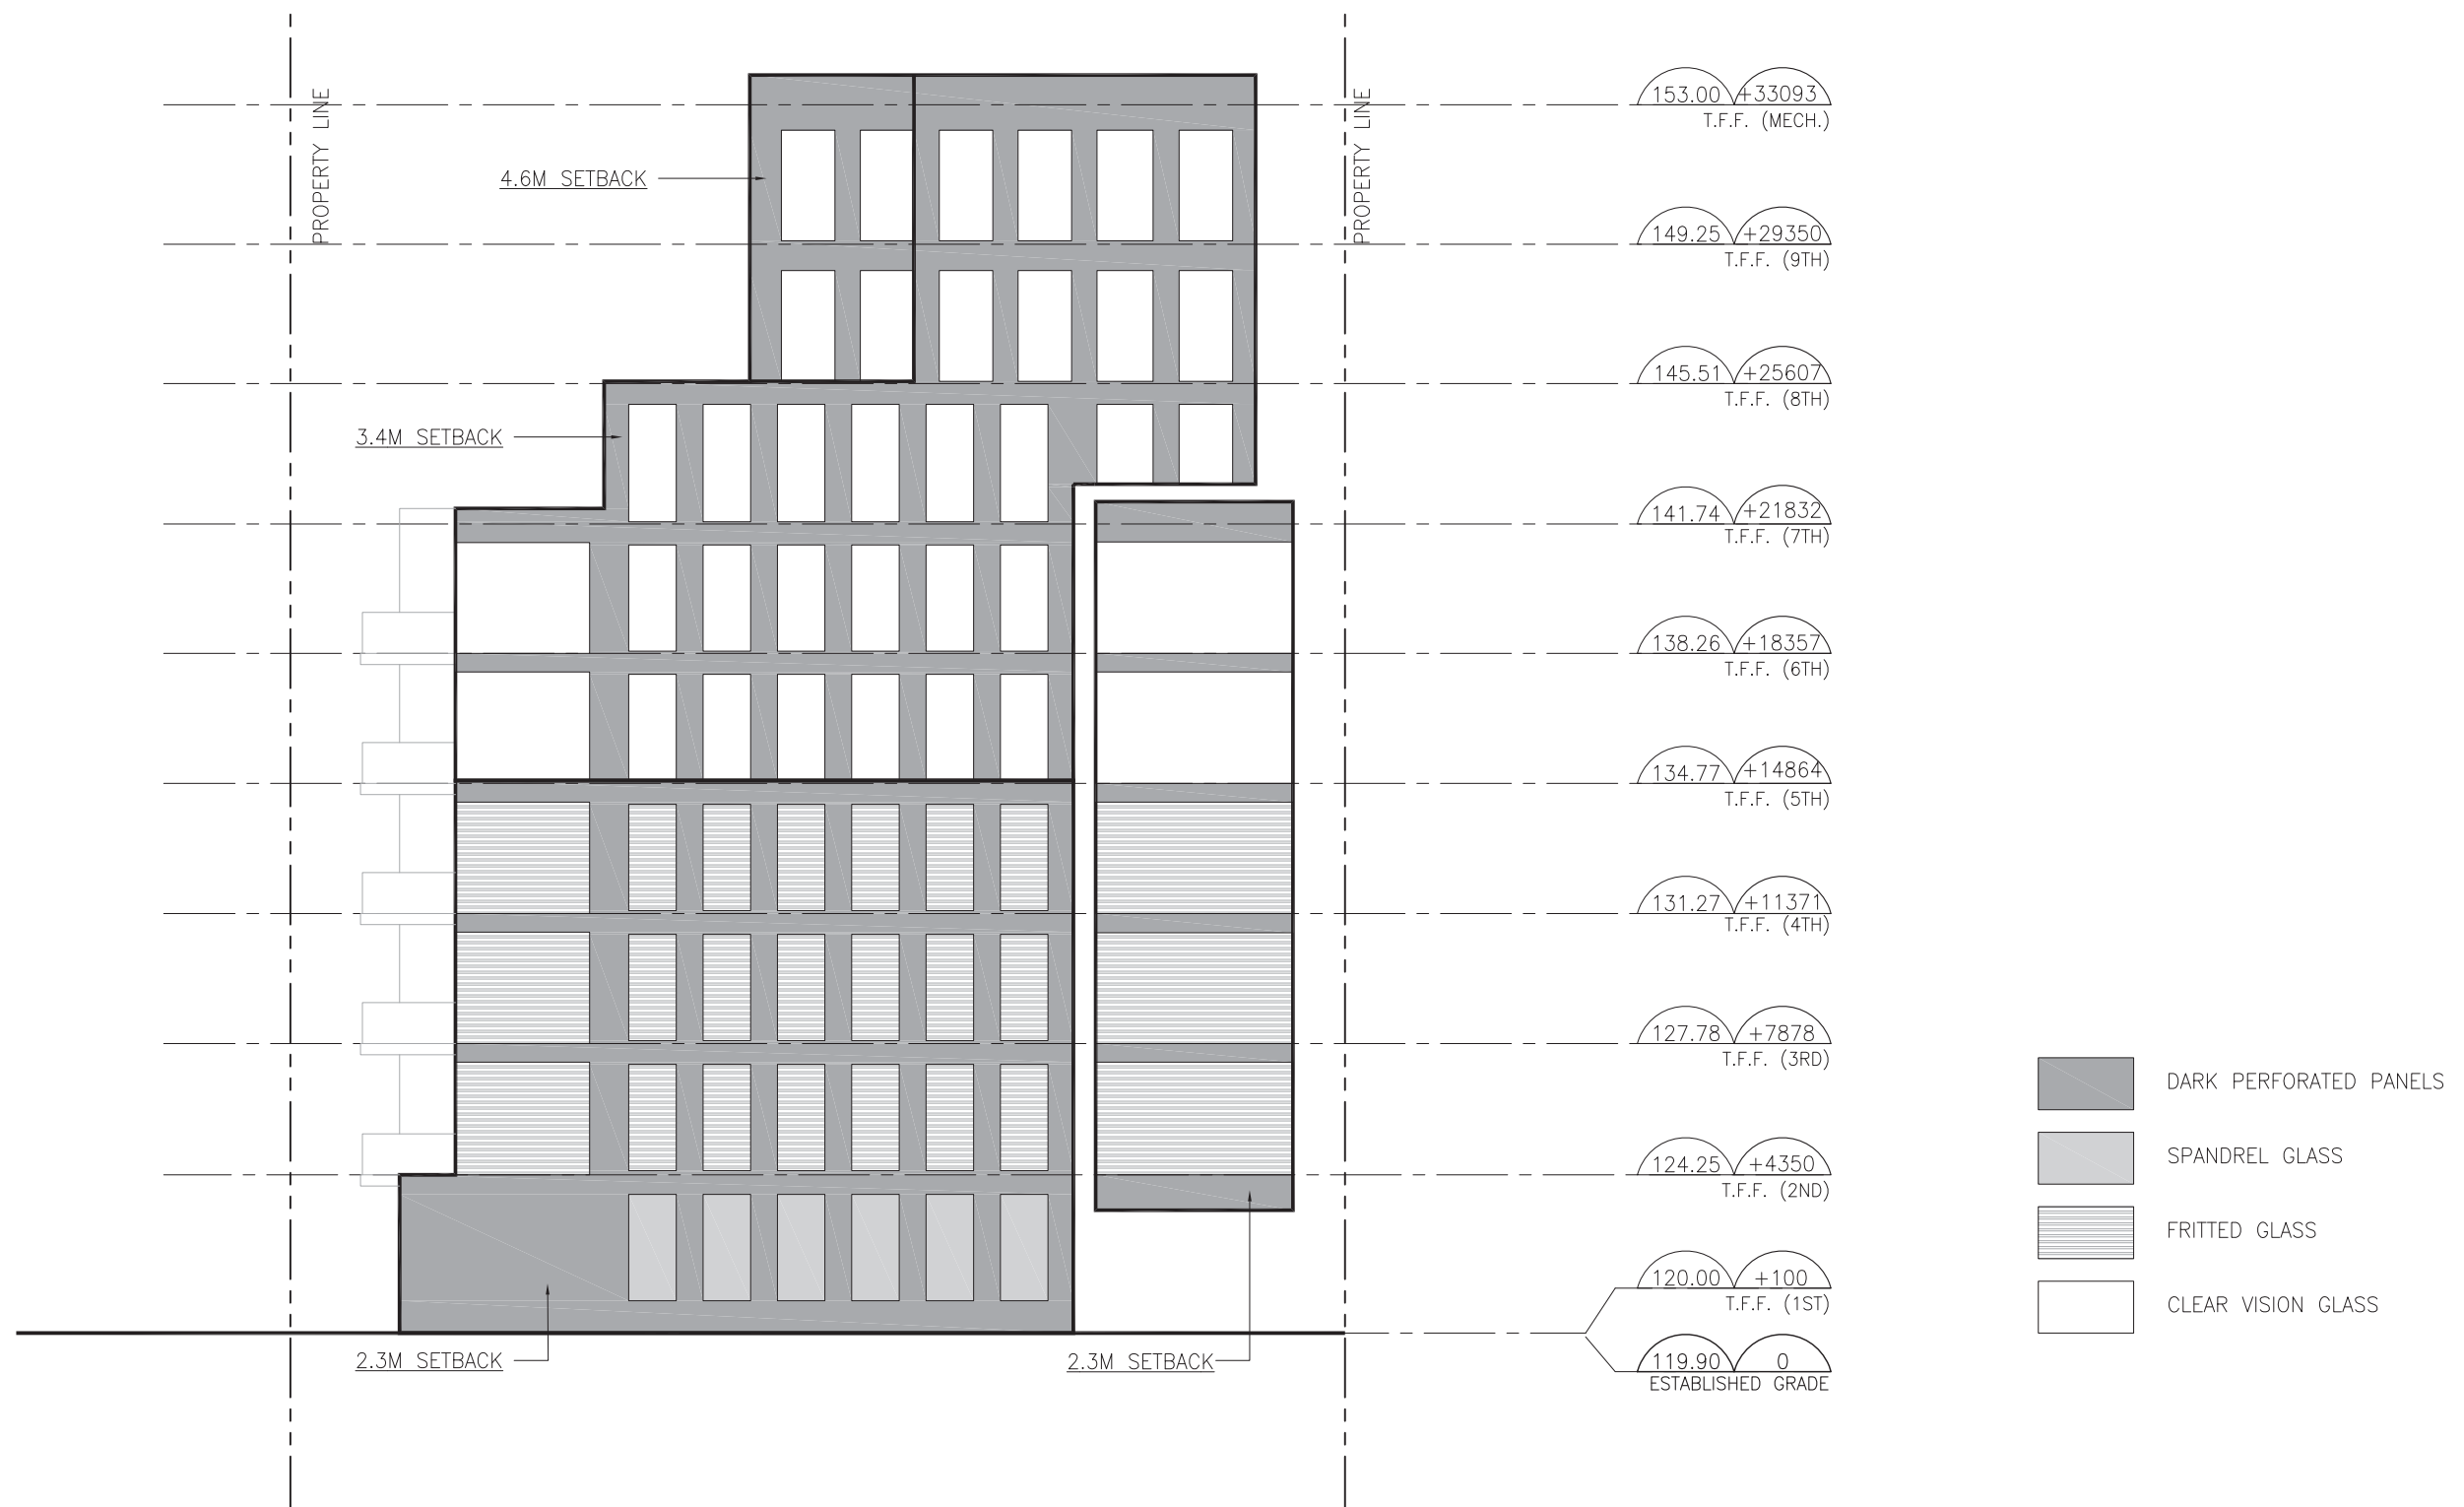 PROPERTY LINE
PROPERTY LINE
153.00 +33093
T.F.F. (MECH.)
4.6M SETBACK
149.25 +29350
T.F.F. (9TH)
145.51 +25607
T.F.F. (8TH)
3.4M SETBACK
141.74 +21832
T.F.F. (7TH)
138.26 +18357
T.F.F. (6TH)
134.77 +14864
T.F.F. (5TH)
131.27 +11371
T.F.F. (4TH)
127.78 +7878
T.F.F. (3RD)
124.25 +4350
T.F.F. (2ND)
120.00 +100
T.F.F. (1ST)
119.90 0
ESTABLISHED GRADE
2.3M SETBACK
2.3M SETBACK
DARK PERFORATED PANELS
SPANDREL GLASS
FRITTED GLASS
CLEAR VISION GLASS